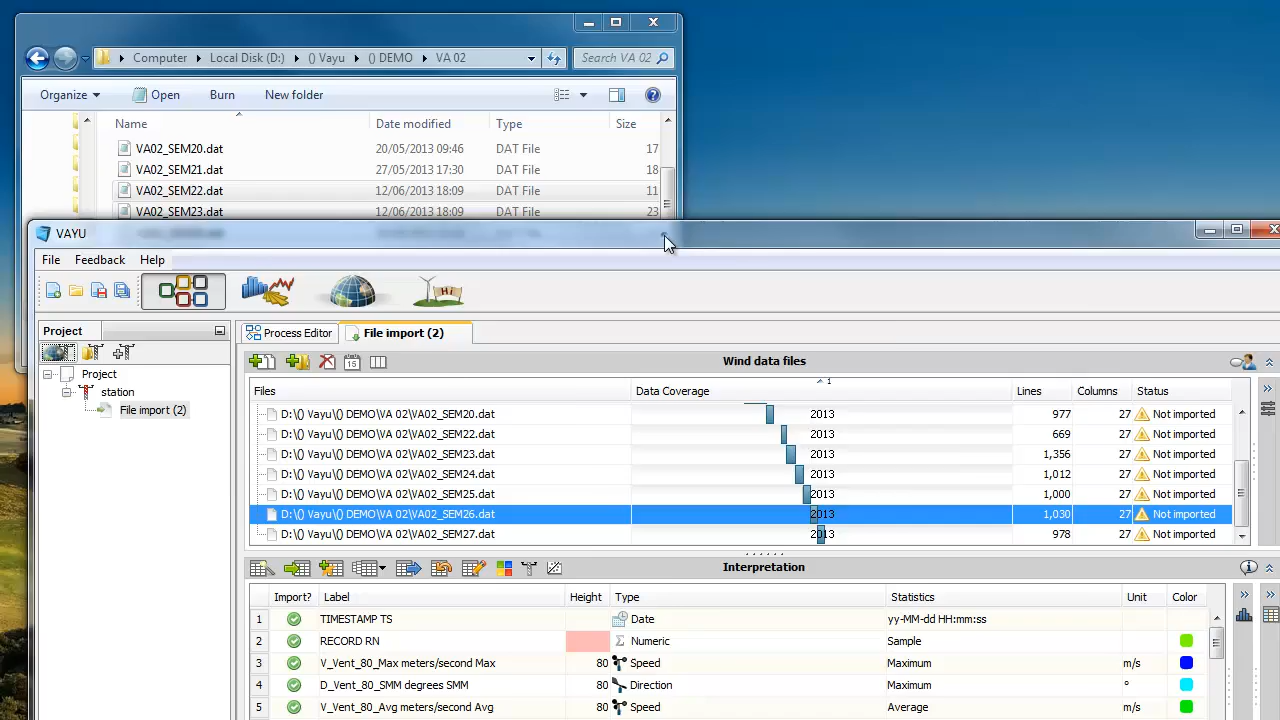 Computer Local Disk (D:) () Vayu () DEMO VA 02 Search VA 02
Organize Open Burn New folder
Name Date modified Type Size
VA02_SEM20.dat 20/05/2013 09:46 DAT File 17
VA02_SEM21.dat 27/05/2013 17:30 DAT File 18
VA02_SEM22.dat 12/06/2013 18:09 DAT File 11
VA02_SEM23.dat 12/06/2013 18:09 DAT File 23
VAYU
File Feedback Help
Hi
Project Process Editor File import (2)
15 Wind data files
Project Files Data Coverage 1 Lines Columns Status
station D:\() Vayu\() DEMO\VA 02\VA02_SEM20.dat 2013 977 27 Not imported
File import (2) D:\() Vayu\() DEMO\VA 02\VA02_SEM22.dat 2013 669 27 Not imported
D:\() Vayu\() DEMO\VA 02\VA02_SEM23.dat 2013 1,356 27 Not imported
D:\() Vayu\() DEMO\VA 02\VA02_SEM24.dat 2013 1,012 27 Not imported
D:\() Vayu\() DEMO\VA 02\VA02_SEM25.dat 2013 1,000 27 Not imported
D:\() Vayu\() DEMO\VA 02\VA02_SEM26.dat 2013 1,030 27 Not imported
D:\() Vayu\() DEMO\VA 02\VA02_SEM27.dat 2013 978 27 Not imported
Interpretation
Import? Label Height Type Statistics Unit Color
1 TIMESTAMP TS Date yy-MM-dd HH:mm:ss
2 RECORD RN Numeric Sample
3 V_Vent_80_Max meters/second Max 80 Speed Maximum m/s
4 D_Vent_80_SMM degrees SMM 80 Direction Maximum °
5 V_Vent_80_Avg meters/second Avg 80 Speed Average m/s